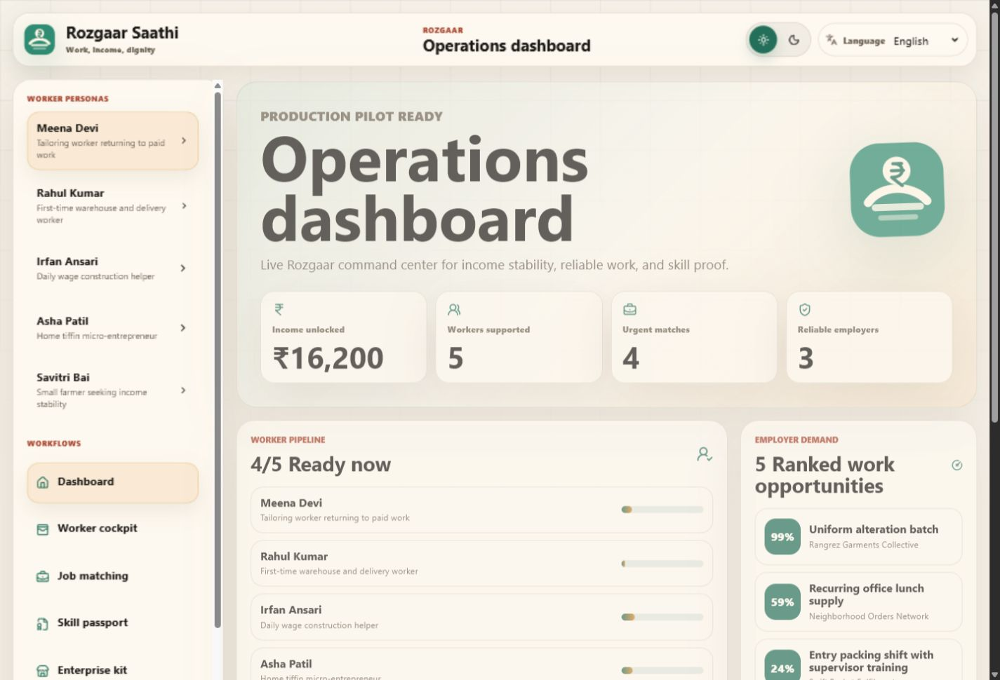 Rozgaar Saathi
Work, income, dignity
ROZGAAR
Operations dashboard
Language English
WORKER PERSONAS
Meena Devi
Tailoring worker returning to paid
work
Rahul Kumar
First-time warehouse and delivery
worker
Irfan Ansari
Daily wage construction helper
Asha Patil
Home tiffin micro-entrepreneur
Savitri Bai
Small farmer seeking income
stability
WORKFLOWS
Dashboard
Worker cockpit
Job matching
Skill passport
Enterprise kit
PRODUCTION PILOT READY
Operations
dashboard
Live Rozgaar command center for income stability, reliable work, and skill proof.
Income unlocked
₹16,200
Workers supported
5
Urgent matches
4
Reliable employers
3
WORKER PIPELINE
4/5 Ready now
Meena Devi
Tailoring worker returning to paid work
Rahul Kumar
First-time warehouse and delivery worker
Irfan Ansari
Daily wage construction helper
Asha Patil
Home tiffin micro-entrepreneur
EMPLOYER DEMAND
5 Ranked work
opportunities
99%
Uniform alteration batch
Rangrez Garments Collective
59%
Recurring office lunch
supply
Neighborhood Orders Network
24%
Entry packing shift with
supervisor training